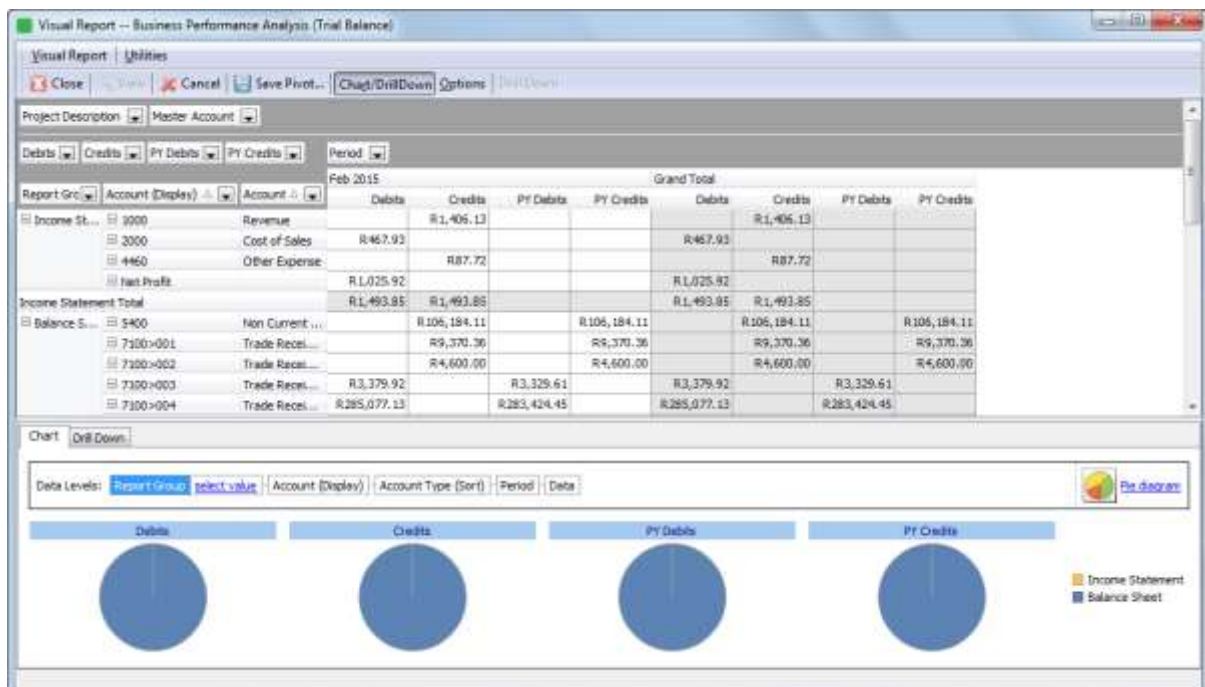 Visual Report -- Business Performance Analysis (Trial Balance)
Visual Report Utilities
Close Cancel Save Pivot... Chart/DrillDown Options DrillDown
Project Description Master Account
Debits Credits PY Debits PY Credits Period
Feb 2015 Grand Total
Report Gro Account (Display) Account Debits Credits PY Debits PY Credits Debits Credits PY Debits PY Credits
Income St... 1000 Revenue R1,406.13 R1,406.13
2000 Cost of Sales R467.93 R467.93
4460 Other Expense R87.72 R87.72
Net Profit R1,025.92 R1,025.92
Income Statement Total R1,493.85 R1,493.85 R1,493.85 R1,493.85
Balance S... 5400 Non Current ... R106,184.11 R106,184.11 R106,184.11 R106,184.11
7100>001 Trade Recei... R9,370.36 R9,370.36 R9,370.36 R9,370.36
7100>002 Trade Recei... R4,600.00 R4,600.00 R4,600.00 R4,600.00
7100>003 Trade Recei... R3,379.92 R3,329.61 R3,379.92 R3,329.61
7100>004 Trade Recei... R285,077.13 R283,424.45 R285,077.13 R283,424.45
Chart Drill Down
Data Levels: Report Group select value Account (Display) Account Type (Sort) Period Data Pie diagram
Debits Credits PY Debits PY Credits
Income Statement
Balance Sheet